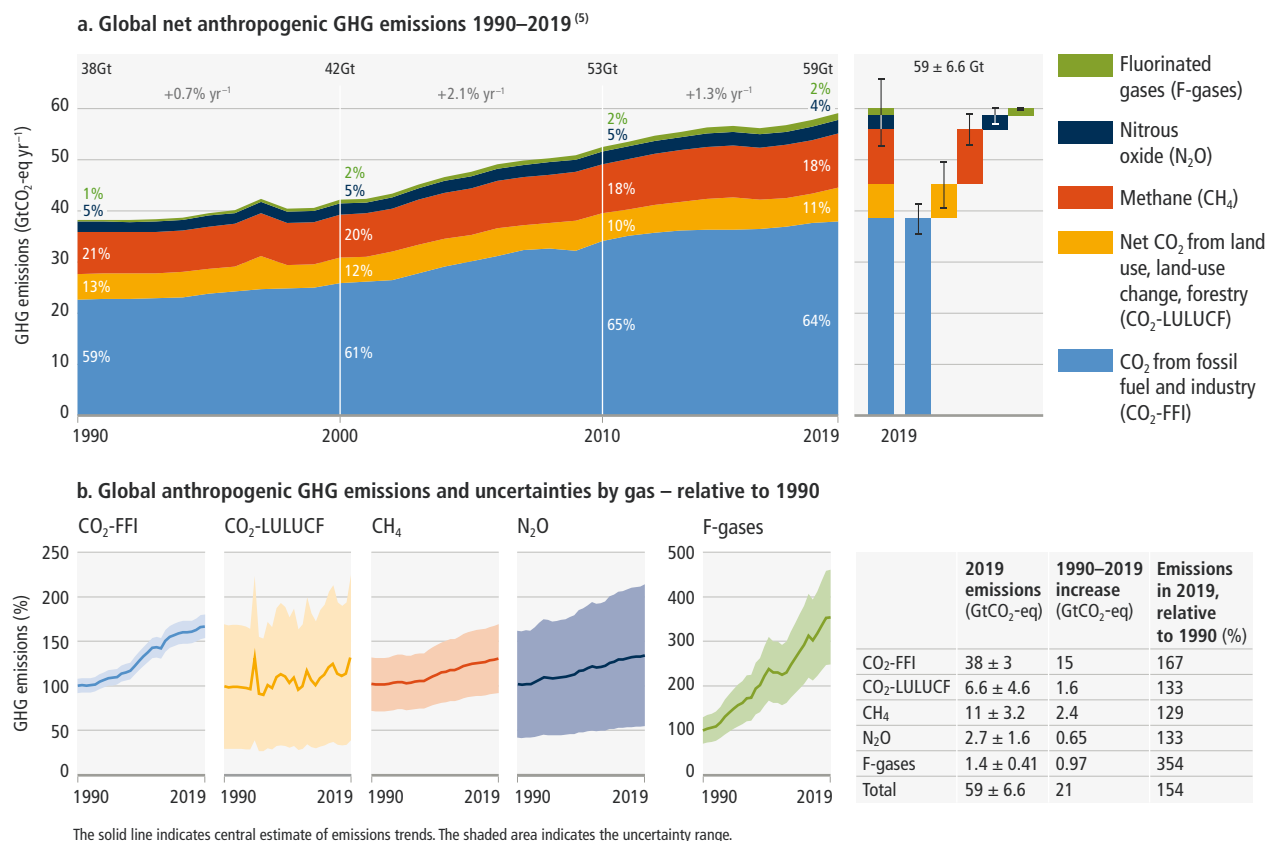 a. Global net anthropogenic GHG emissions 1990–2019 (5)
38Gt
42Gt
53Gt
59Gt
59 ± 6.6 Gt
+0.7% yr⁻¹
+2.1% yr⁻¹
+1.3% yr⁻¹
GHG emissions (GtCO₂-eq yr⁻¹)
60
50
40
30
20
10
0
1%
5%
21%
13%
59%
2%
5%
20%
12%
61%
2%
5%
18%
10%
65%
2%
4%
18%
11%
64%
1990
2000
2010
2019
2019
Fluorinated
gases (F-gases)
Nitrous
oxide (N₂O)
Methane (CH₄)
Net CO₂ from land
use, land-use
change, forestry
(CO₂-LULUCF)
CO₂ from fossil
fuel and industry
(CO₂-FFI)
b. Global anthropogenic GHG emissions and uncertainties by gas – relative to 1990
CO₂-FFI
CO₂-LULUCF
CH₄
N₂O
F-gases
GHG emissions (%)
250
200
150
100
50
0
500
400
300
200
100
0
1990 2019
1990 2019
1990 2019
1990 2019
1990 2019
2019 emissions (GtCO₂-eq)
1990–2019 increase (GtCO₂-eq)
Emissions in 2019, relative to 1990 (%)
CO₂-FFI 38 ± 3 15 167
CO₂-LULUCF 6.6 ± 4.6 1.6 133
CH₄ 11 ± 3.2 2.4 129
N₂O 2.7 ± 1.6 0.65 133
F-gases 1.4 ± 0.41 0.97 354
Total 59 ± 6.6 21 154
The solid line indicates central estimate of emissions trends. The shaded area indicates the uncertainty range.